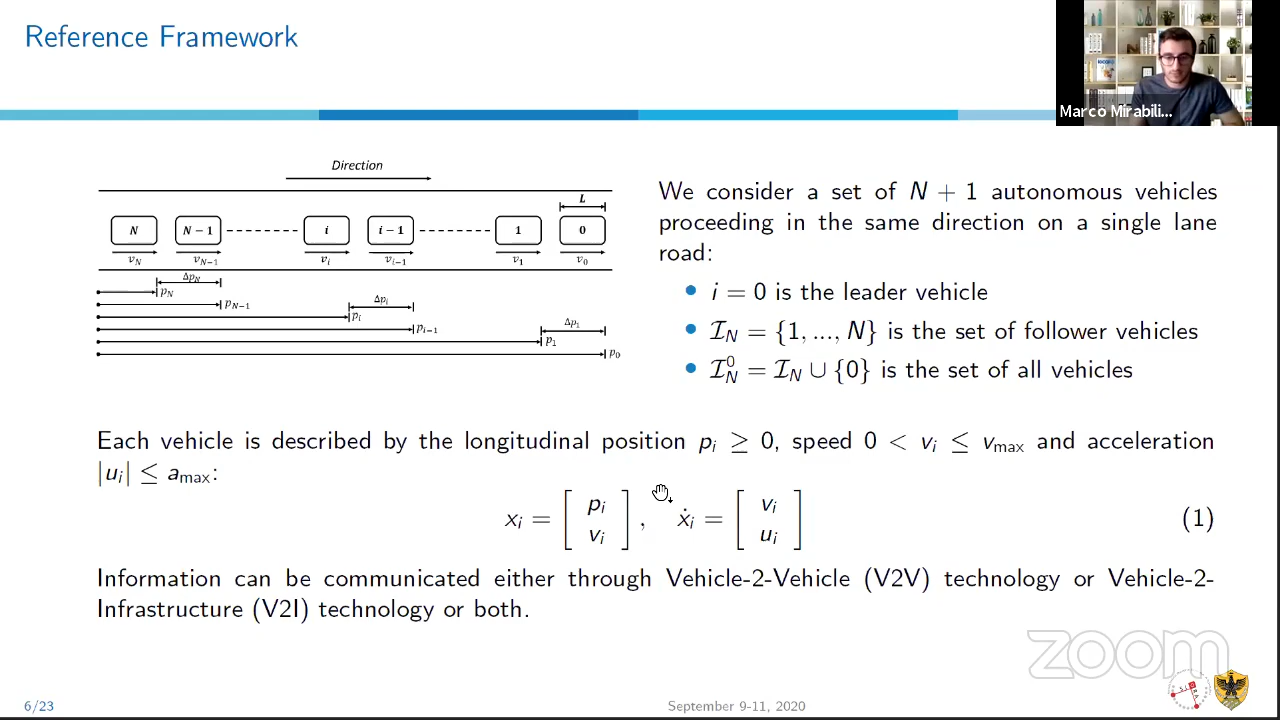 Reference Framework
Marco Mirabili...
Direction
L
N
N − 1
i
i−1
1
0
v_N
v_{N−1}
v_i
v_{i−1}
v_1
v_0
Δp_N
p_N
p_{N−1}
Δp_i
p_i
p_{i−1}
Δp_1
p_1
p_0
We consider a set of N + 1 autonomous vehicles
proceeding in the same direction on a single lane
road:
• i = 0 is the leader vehicle
• I_N = {1, ..., N} is the set of follower vehicles
• I_N^0 = I_N ∪ {0} is the set of all vehicles
Each vehicle is described by the longitudinal position p_i ≥ 0, speed 0 < v_i ≤ v_max and acceleration
|u_i| ≤ a_max:
x_i = [ p_i v_i ] , ẋ_i = [ v_i u_i ] (1)
Information can be communicated either through Vehicle-2-Vehicle (V2V) technology or Vehicle-2-
Infrastructure (V2I) technology or both.
zoom
6/23
September 9-11, 2020